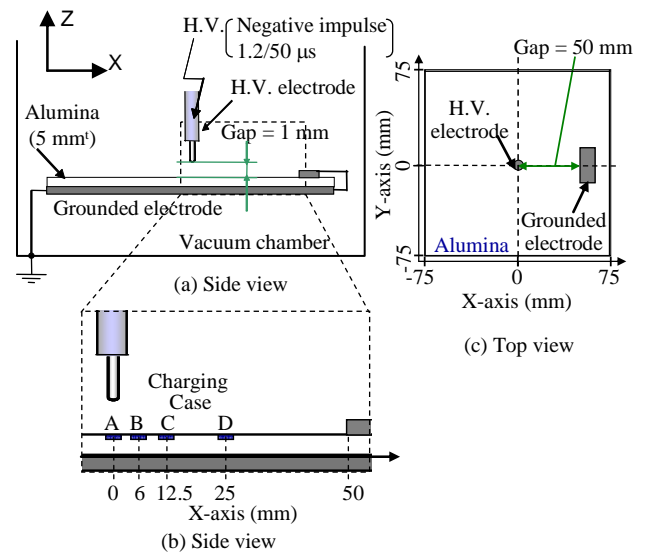 Z
X
H.V. Negative impulse
1.2/50 μs
H.V. electrode
Alumina
(5 mmᵗ)
Gap = 1 mm
Grounded electrode
Vacuum chamber
(a) Side view
Gap = 50 mm
75
H.V.
electrode
Y-axis (mm)
0
Grounded
electrode
Alumina
-75
-75
0
75
X-axis (mm)
(c) Top view
Charging
Case
A B C D
0 6 12.5 25 50
X-axis (mm)
(b) Side view